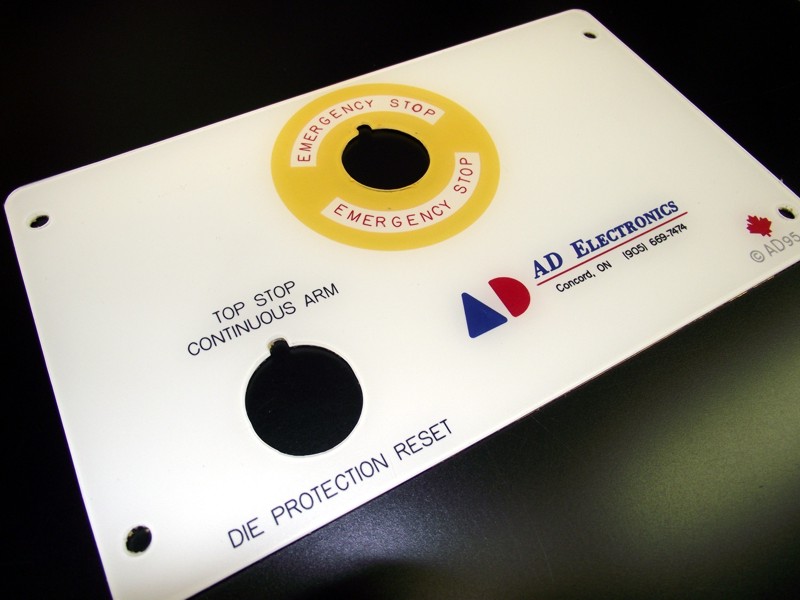 EMERGENCY STOP
EMERGENCY STOP
AD ELECTRONICS
Concord, ON (905) 669-7474
© AD95
TOP STOP
CONTINUOUS ARM
DIE PROTECTION RESET